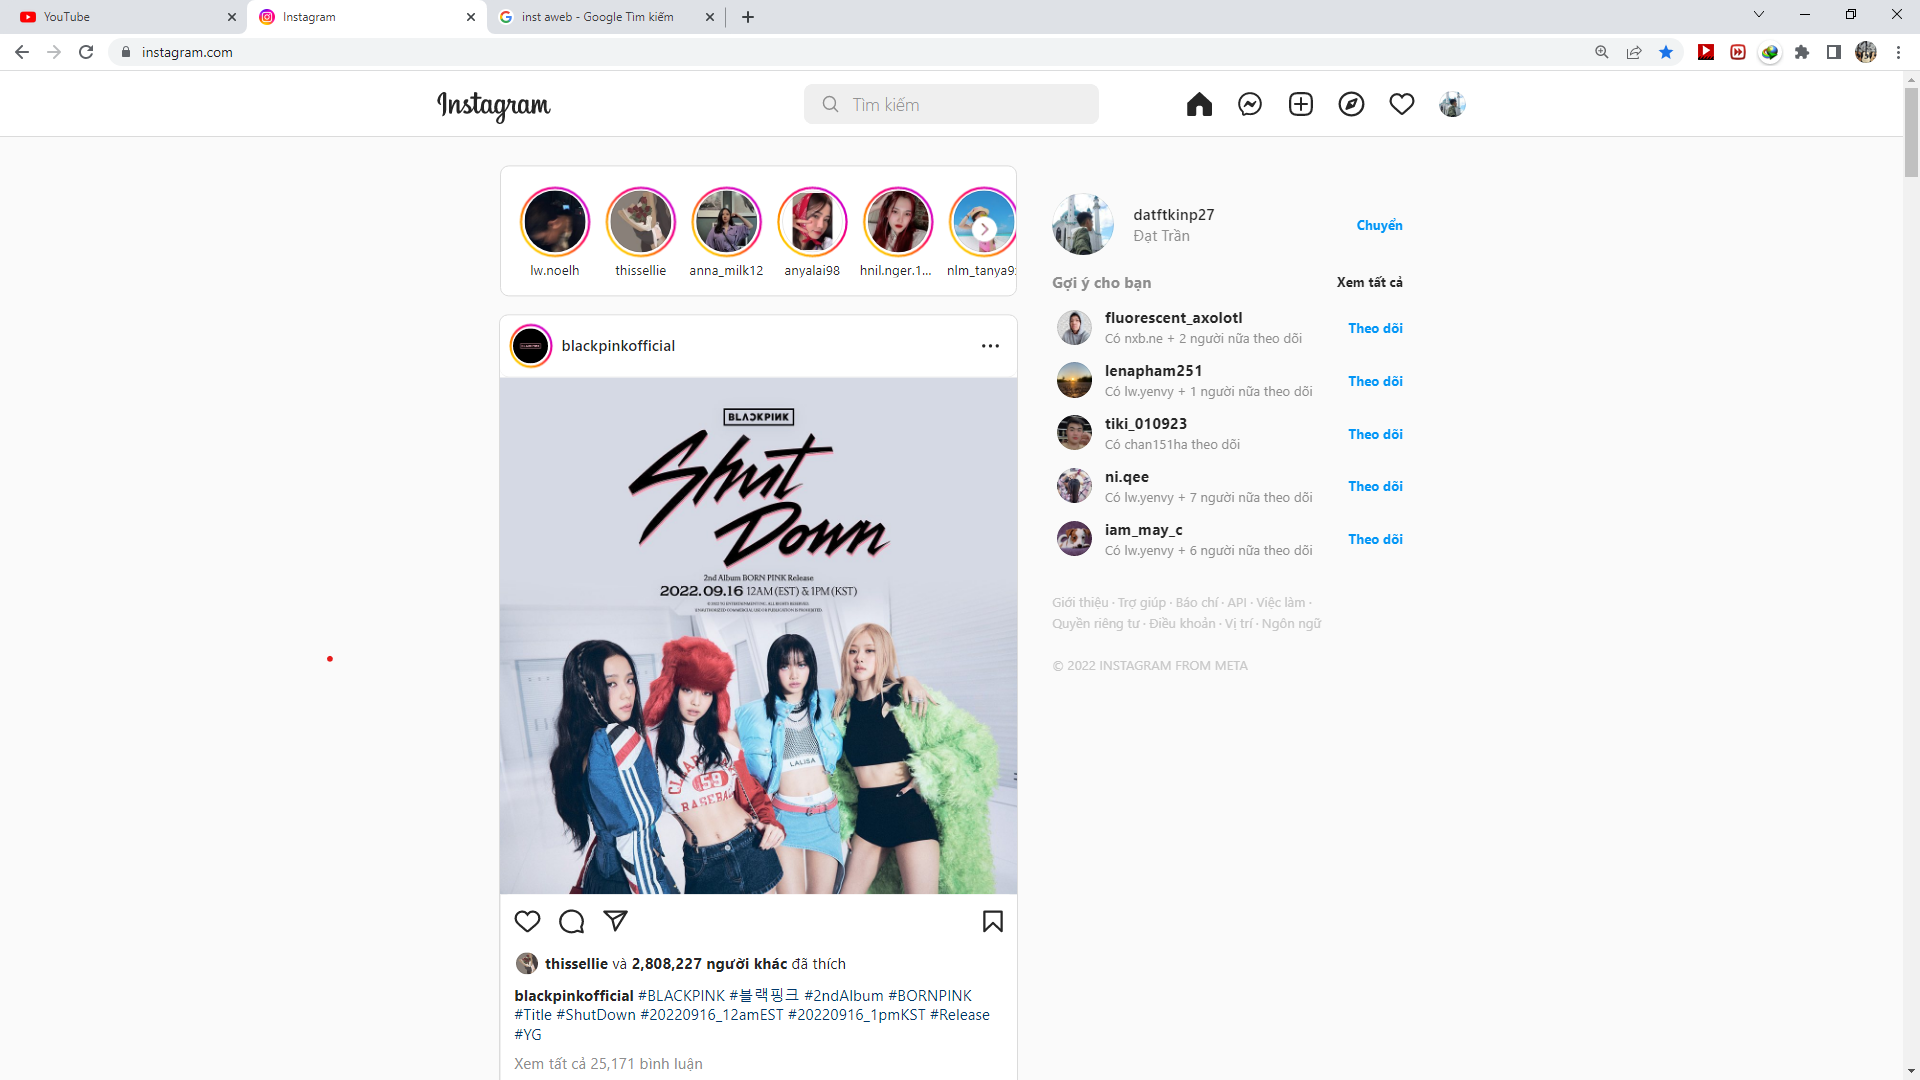 YouTube
Instagram
inst aweb - Google Tìm kiếm
instagram.com
Instagram
Tìm kiếm
lw.noelh
thissellie
anna_milk12
anyalai98
hnil.nger.1...
nlm_tanya9
datftkinp27
Đạt Trần
Chuyển
Gợi ý cho bạn
Xem tất cả
fluorescent_axolotl
Có nxb.ne + 2 người nữa theo dõi
Theo dõi
lenapham251
Có lw.yenvy + 1 người nữa theo dõi
Theo dõi
tiki_010923
Có chan151ha theo dõi
Theo dõi
ni.qee
Có lw.yenvy + 7 người nữa theo dõi
Theo dõi
iam_may_c
Có lw.yenvy + 6 người nữa theo dõi
Theo dõi
Giới thiệu · Trợ giúp · Báo chí · API · Việc làm ·
Quyền riêng tư · Điều khoản · Vị trí · Ngôn ngữ
© 2022 INSTAGRAM FROM META
blackpinkofficial
BLACKPINK
Shut
Down
2nd Album BORN PINK Release
2022.09.16 12AM (EST) & 1PM (KST)
LALISA
59
BASEBALL
thissellie và 2,808,227 người khác đã thích
blackpinkofficial #BLACKPINK #블랙핑크 #2ndAlbum #BORNPINK
#Title #ShutDown #20220916_12amEST #20220916_1pmKST #Release
#YG
Xem tất cả 25,171 bình luận